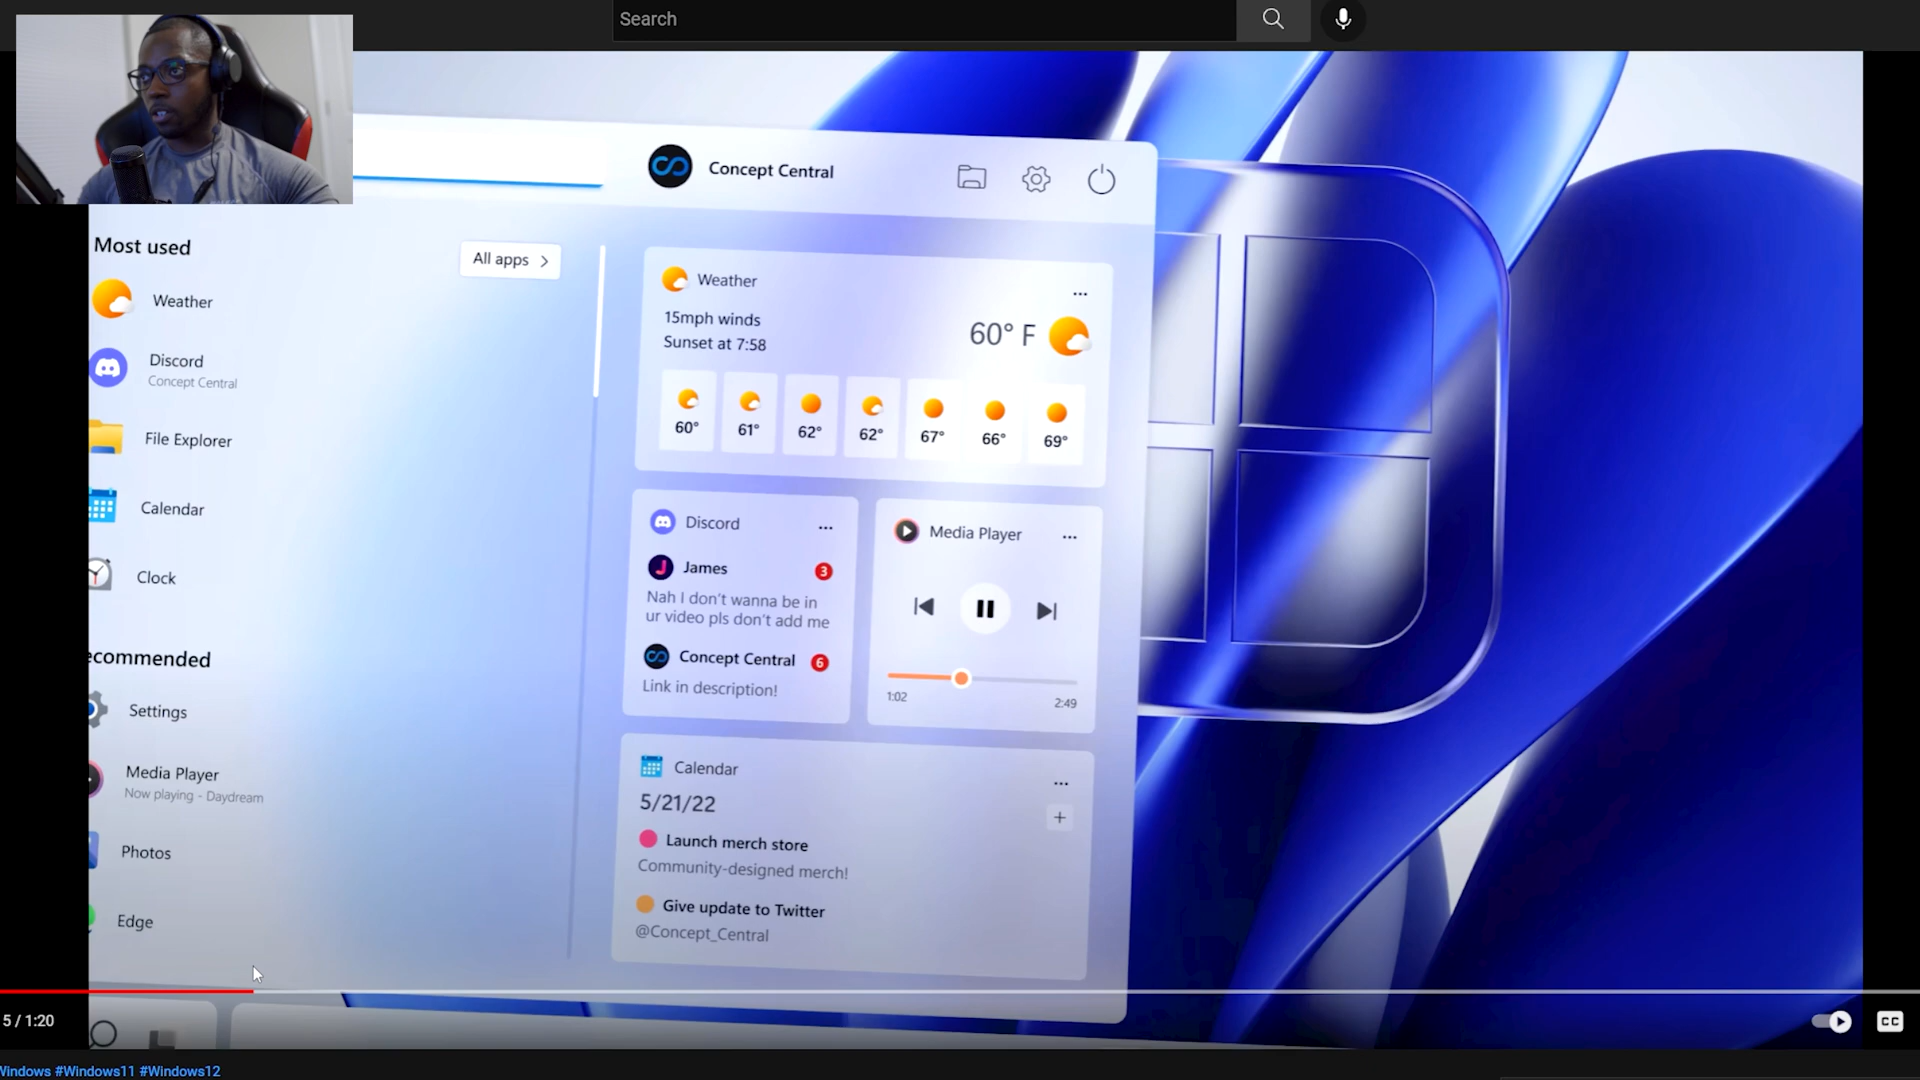 Search
Concept Central
Most used
All apps
Weather
Discord
Concept Central
File Explorer
Calendar
Clock
ecommended
Settings
Media Player
Now playing - Daydream
Photos
Edge
Weather
15mph winds
Sunset at 7:58
60° F
60° 61° 62° 62° 67° 66° 69°
Discord
James 3
Nah I don't wanna be in
ur video pls don't add me
Concept Central 6
Link in description!
Media Player
1:02 2:49
Calendar
5/21/22
Launch merch store
Community-designed merch!
Give update to Twitter
@Concept_Central
5 / 1:20
CC
Windows #Windows11 #Windows12